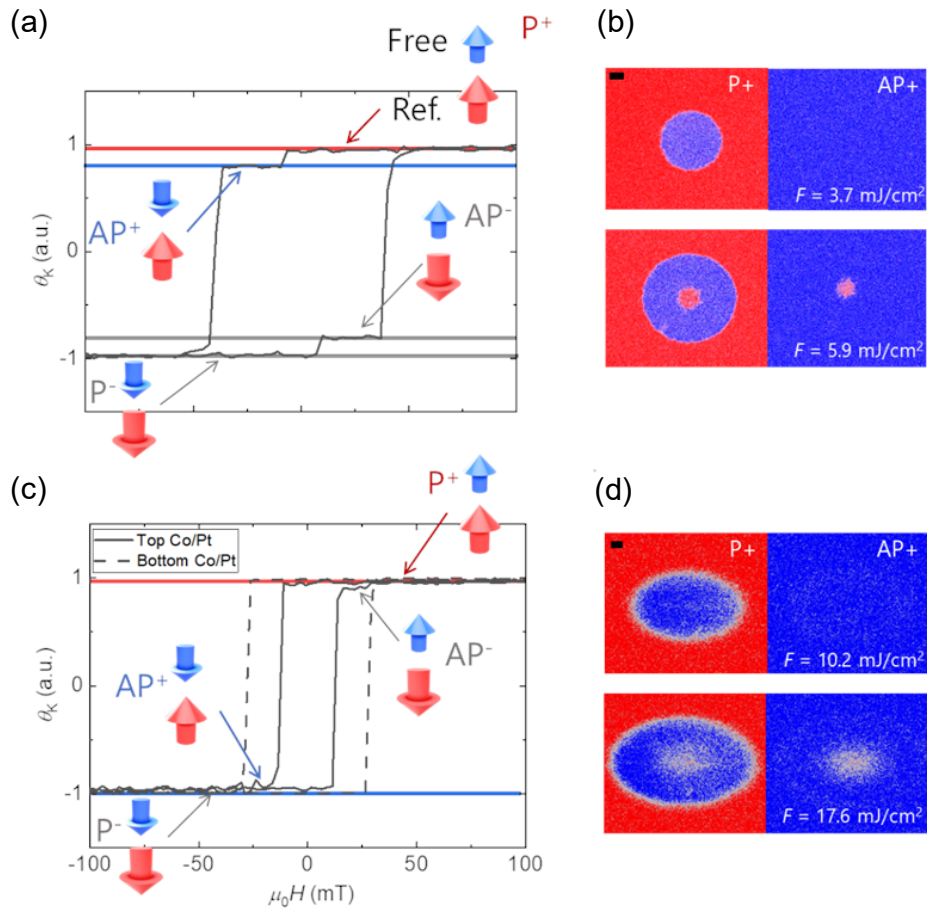 (a)
Free
P+
Ref.
AP+
AP-
P-
1
0
-1
θK (a.u.)
(b)
P+
AP+
F = 3.7 mJ/cm2
F = 5.9 mJ/cm2
(c)
Top Co/Pt
Bottom Co/Pt
P+
AP+
AP-
P-
1
0
-1
θK (a.u.)
-100
-50
0
50
100
μ0H (mT)
(d)
P+
AP+
F = 10.2 mJ/cm2
F = 17.6 mJ/cm2